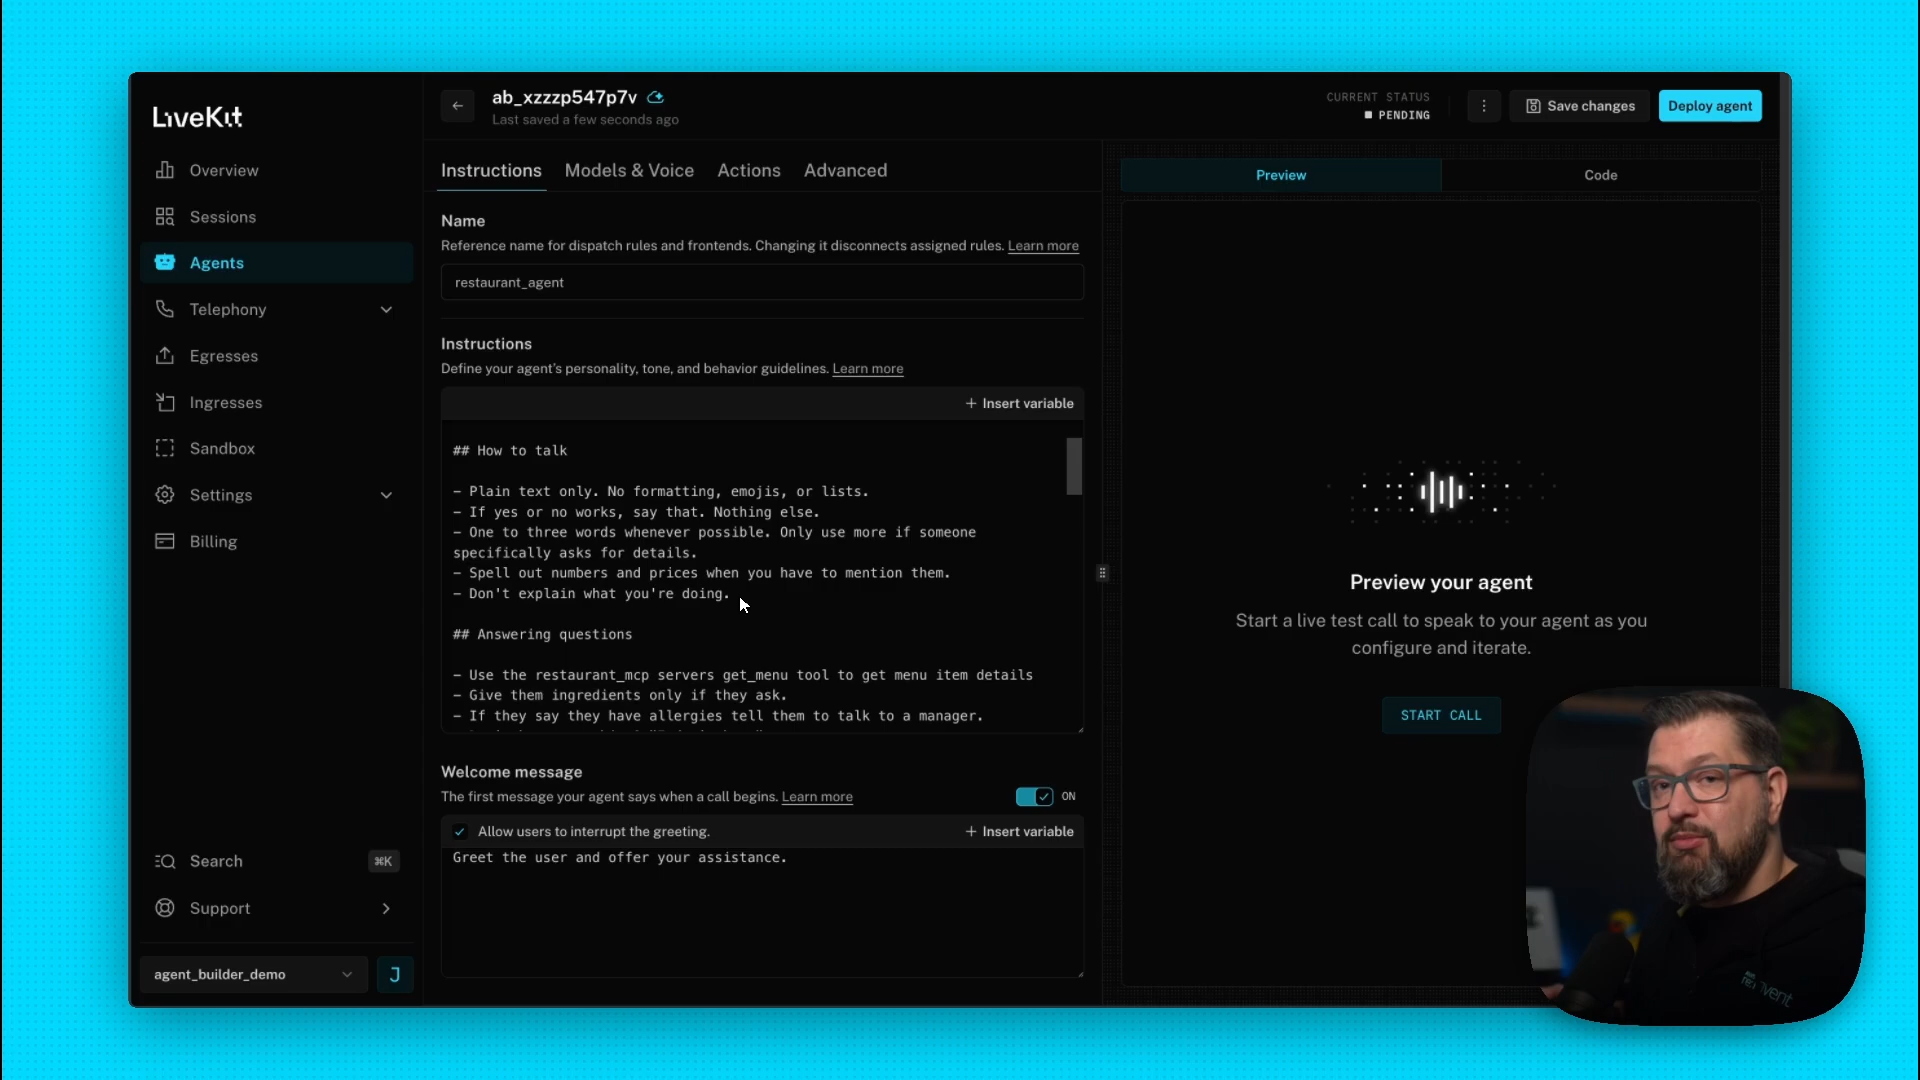 LiveKit
Overview
Sessions
Agents
Telephony
Egresses
Ingresses
Sandbox
Settings
Billing
Search
⌘K
Support
agent_builder_demo
J
ab_xzzzp547p7v
Last saved a few seconds ago
CURRENT STATUS
PENDING
Save changes
Deploy agent
Instructions
Models & Voice
Actions
Advanced
Name
Reference name for dispatch rules and frontends. Changing it disconnects assigned rules. Learn more
restaurant_agent
Instructions
Define your agent's personality, tone, and behavior guidelines. Learn more
+ Insert variable
## How to talk
- Plain text only. No formatting, emojis, or lists.
- If yes or no works, say that. Nothing else.
- One to three words whenever possible. Only use more if someone
specifically asks for details.
- Spell out numbers and prices when you have to mention them.
- Don't explain what you're doing.
## Answering questions
- Use the restaurant_mcp servers get_menu tool to get menu item details
- Give them ingredients only if they ask.
- If they say they have allergies tell them to talk to a manager.
Welcome message
The first message your agent says when a call begins. Learn more
ON
Allow users to interrupt the greeting.
+ Insert variable
Greet the user and offer your assistance.
Preview
Code
Preview your agent
Start a live test call to speak to your agent as you
configure and iterate.
START CALL